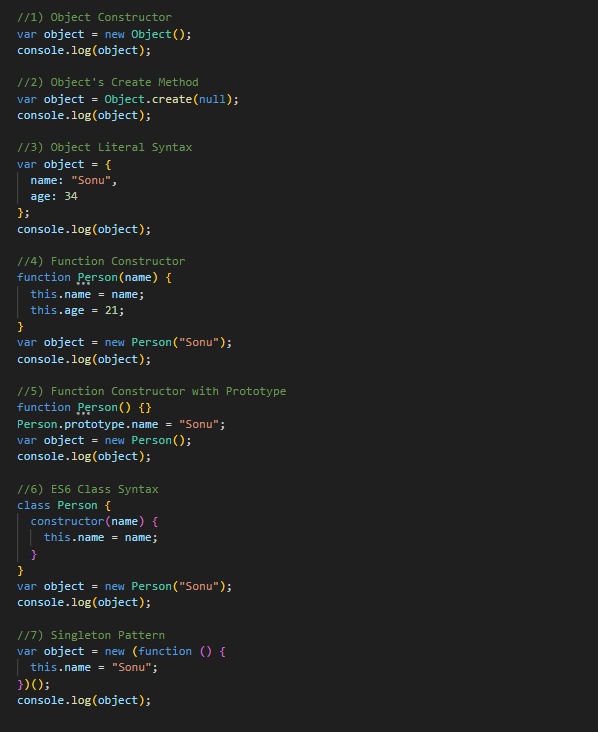 //1) Object Constructor
var object = new Object();
console.log(object);
//2) Object's Create Method
var object = Object.create(null);
console.log(object);
//3) Object Literal Syntax
var object = {
name: "Sonu",
age: 34
};
console.log(object);
//4) Function Constructor
function Person(name) {
this.name = name;
this.age = 21;
}
var object = new Person("Sonu");
console.log(object);
//5) Function Constructor with Prototype
function Person() {}
Person.prototype.name = "Sonu";
var object = new Person();
console.log(object);
//6) ES6 Class Syntax
class Person {
constructor(name) {
this.name = name;
}
}
var object = new Person("Sonu");
console.log(object);
//7) Singleton Pattern
var object = new (function () {
this.name = "Sonu";
})();
console.log(object);